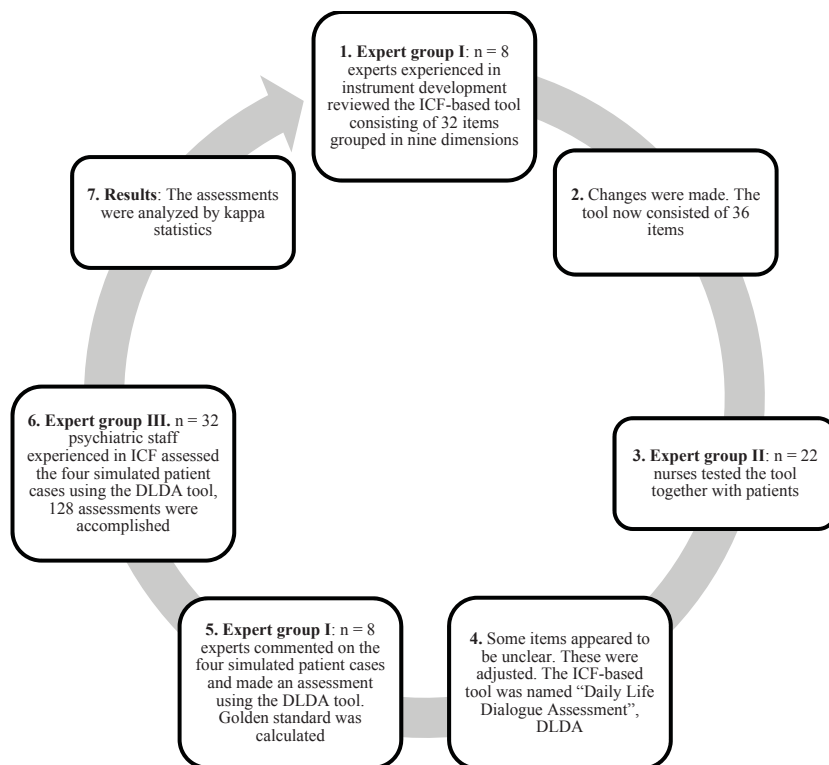 1. Expert group I: n = 8
experts experienced in
instrument development
reviewed the ICF-based tool
consisting of 32 items
grouped in nine dimensions
2. Changes were made. The
tool now consisted of 36
items
3. Expert group II: n = 22
nurses tested the tool
together with patients
4. Some items appeared to
be unclear. These were
adjusted. The ICF-based
tool was named “Daily Life
Dialogue Assessment”,
DLDA
5. Expert group I: n = 8
experts commented on the
four simulated patient cases
and made an assessment
using the DLDA tool.
Golden standard was
calculated
6. Expert group III. n = 32
psychiatric staff
experienced in ICF assessed
the four simulated patient
cases using the DLDA tool,
128 assessments were
accomplished
7. Results: The assessments
were analyzed by kappa
statistics